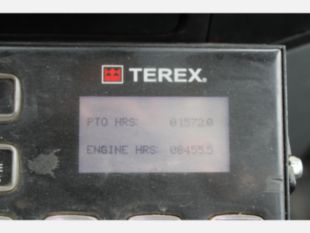 TEREX®
PTO HRS: 01572.0
ENGINE HRS: 08455.5